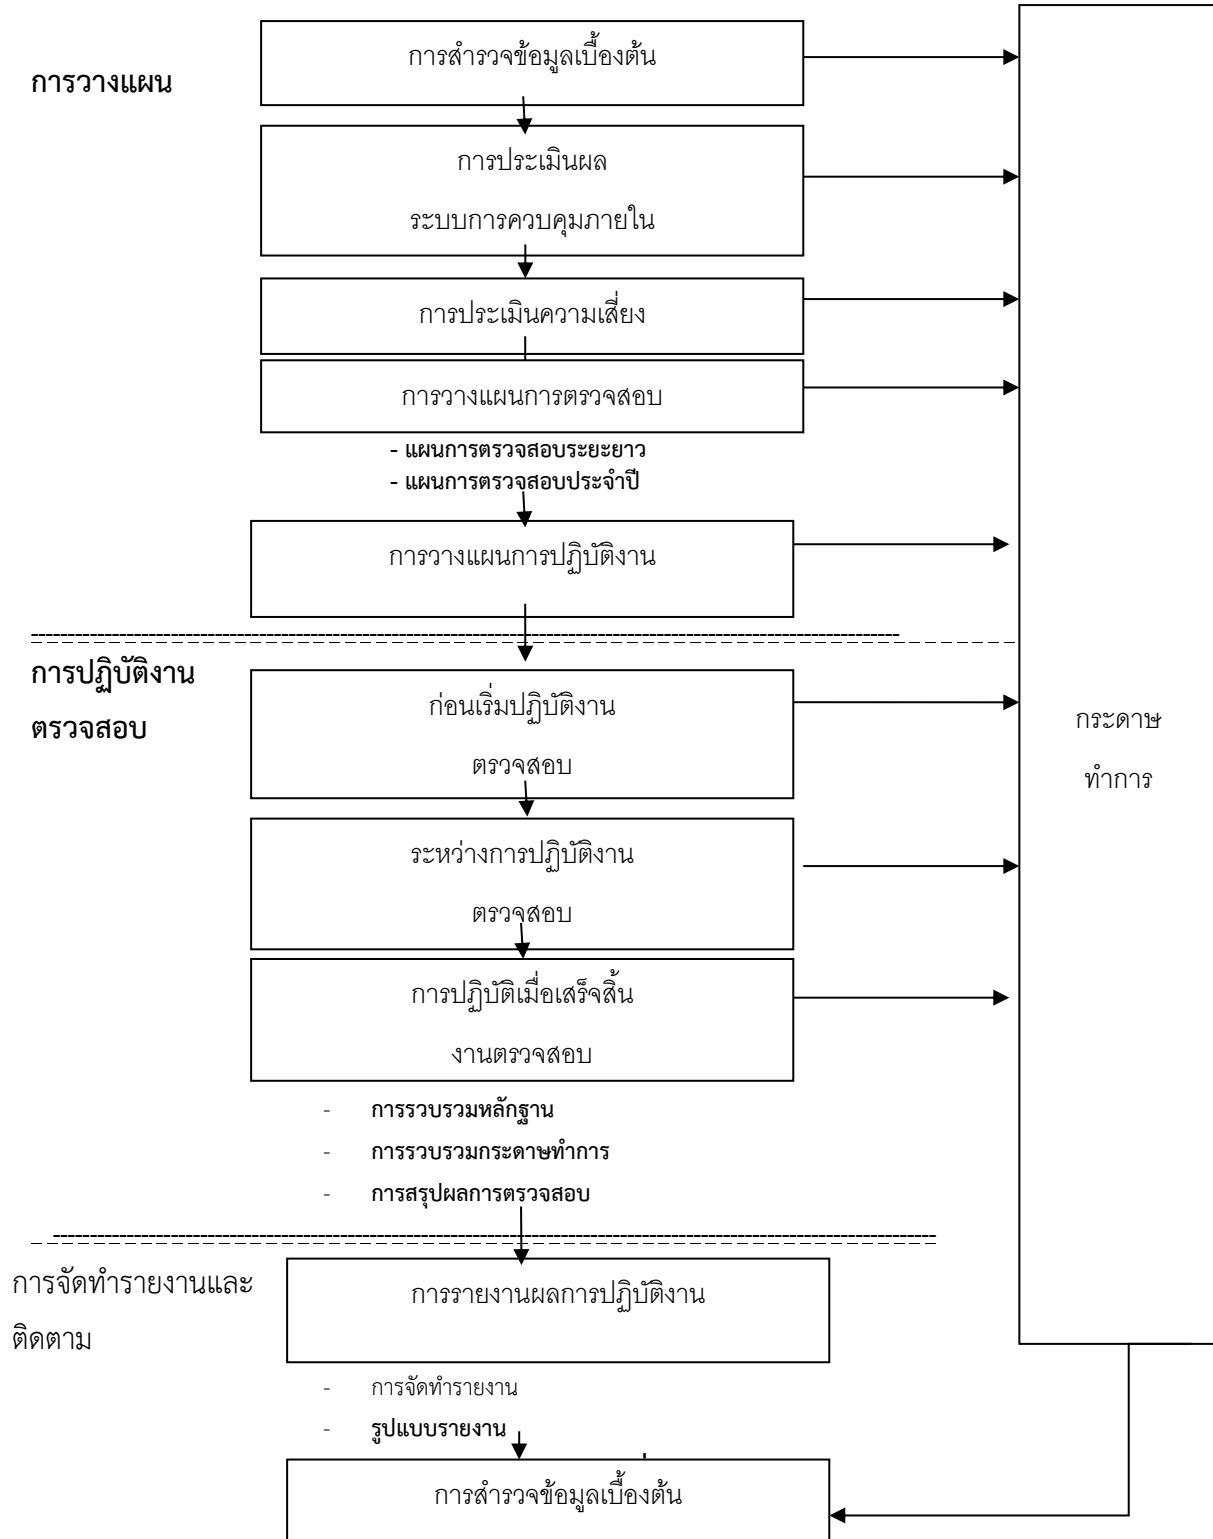 การสำรวจข้อมูลเบื้องต้น
การวางแผน
การประเมินผล
ระบบการควบคุมภายใน
การประเมินความเสี่ยง
การวางแผนการตรวจสอบ
- แผนการตรวจสอบระยะยาว
- แผนการตรวจสอบประจำปี
การวางแผนการปฏิบัติงาน
การปฏิบัติงาน
ตรวจสอบ
ก่อนเริ่มปฏิบัติงาน
ตรวจสอบ
กระดาษ
ทำการ
ระหว่างการปฏิบัติงาน
ตรวจสอบ
การปฏิบัติเมื่อเสร็จสิ้น
งานตรวจสอบ
- การรวบรวมหลักฐาน
- การรวบรวมกระดาษทำการ
- การสรุปผลการตรวจสอบ
การจัดทำรายงานและ
ติดตาม
การรายงานผลการปฏิบัติงาน
- การจัดทำรายงาน
- รูปแบบรายงาน
การสำรวจข้อมูลเบื้องต้น